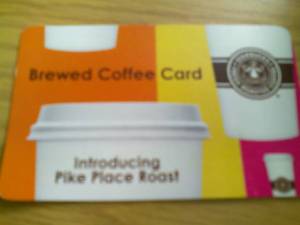 Brewed Coffee Card
Introducing
Pike Place Roast